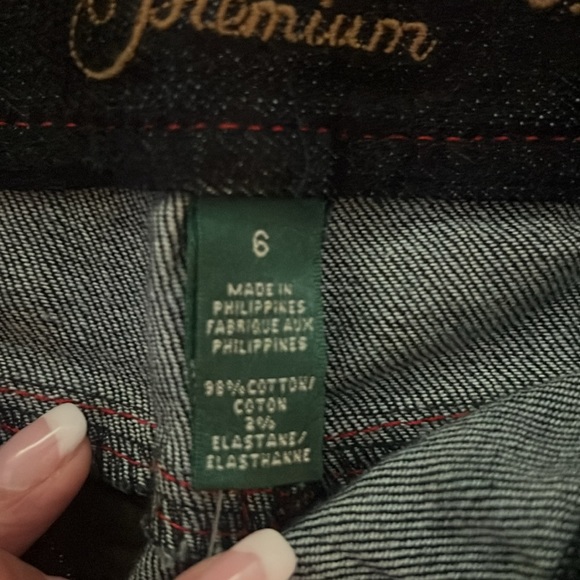 Premium
6
MADE IN
PHILIPPINES
FABRIQUE AUX
PHILIPPINES
98% COTTON/
COTON
2%
ELASTANE/
ELASTHANNE